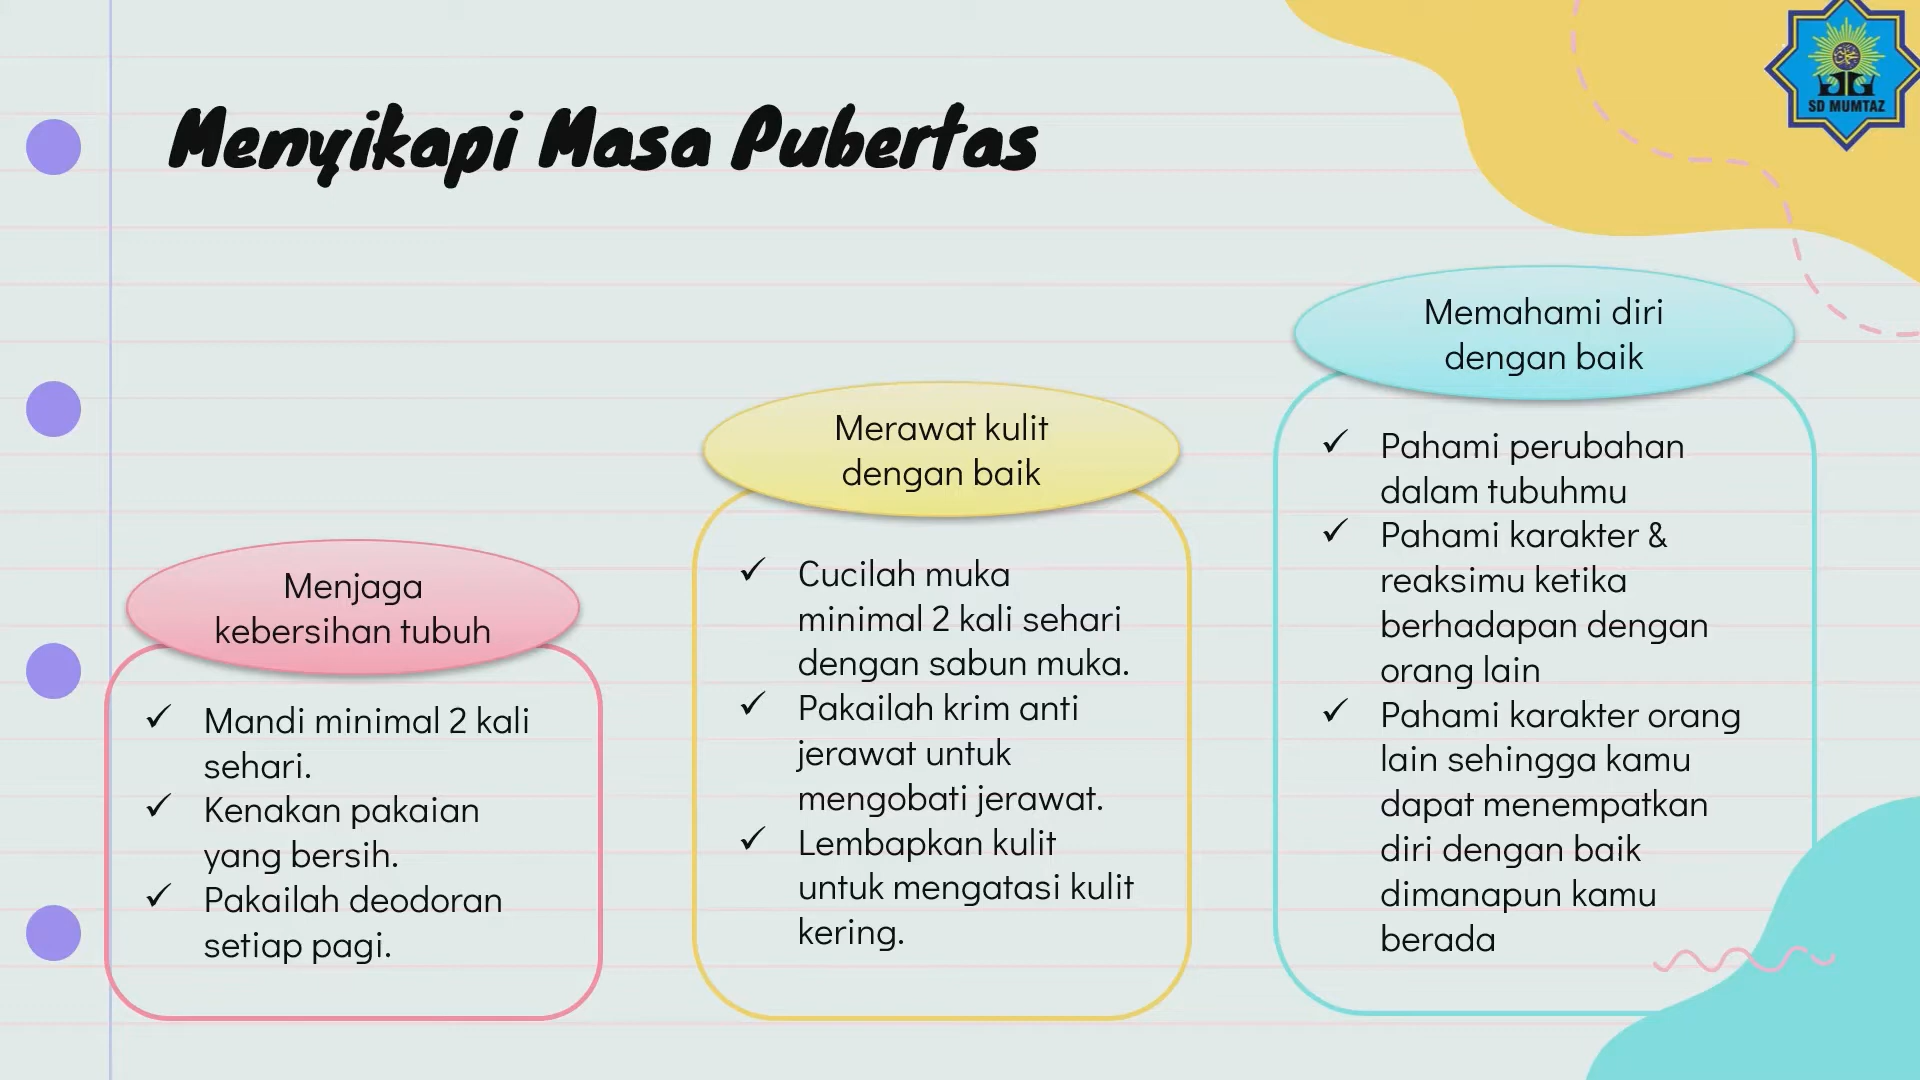 SD MUMTAZ
Menyikapi Masa Pubertas
Menjaga
kebersihan tubuh
Mandi minimal 2 kali
sehari.
Kenakan pakaian
yang bersih.
Pakailah deodoran
setiap pagi.
Merawat kulit
dengan baik
Cucilah muka
minimal 2 kali sehari
dengan sabun muka.
Pakailah krim anti
jerawat untuk
mengobati jerawat.
Lembapkan kulit
untuk mengatasi kulit
kering.
Memahami diri
dengan baik
Pahami perubahan
dalam tubuhmu
Pahami karakter &
reaksimu ketika
berhadapan dengan
orang lain
Pahami karakter orang
lain sehingga kamu
dapat menempatkan
diri dengan baik
dimanapun kamu
berada